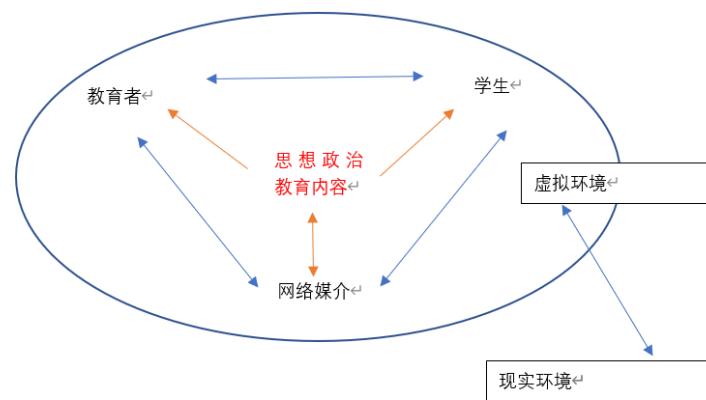 教育者
学生
思想政治
教育内容
虚拟环境
网络媒介
现实环境